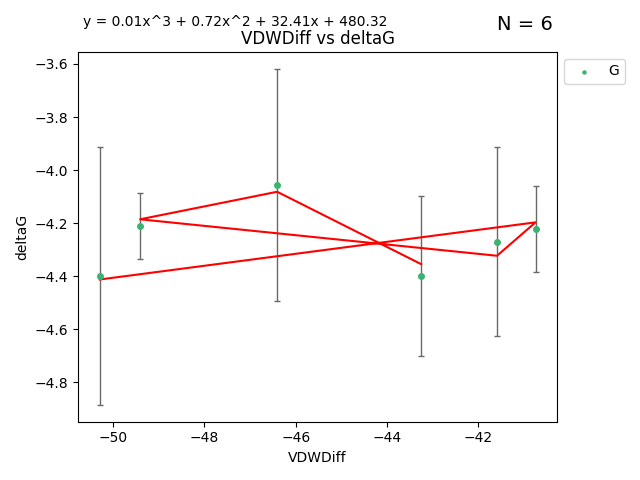 y = 0.01x^3 + 0.72x^2 + 32.41x + 480.32
N = 6
VDWDiff vs deltaG
G
−3.6
−3.8
−4.0
−4.2
−4.4
−4.6
−4.8
deltaG
−50
−48
−46
−44
−42
VDWDiff